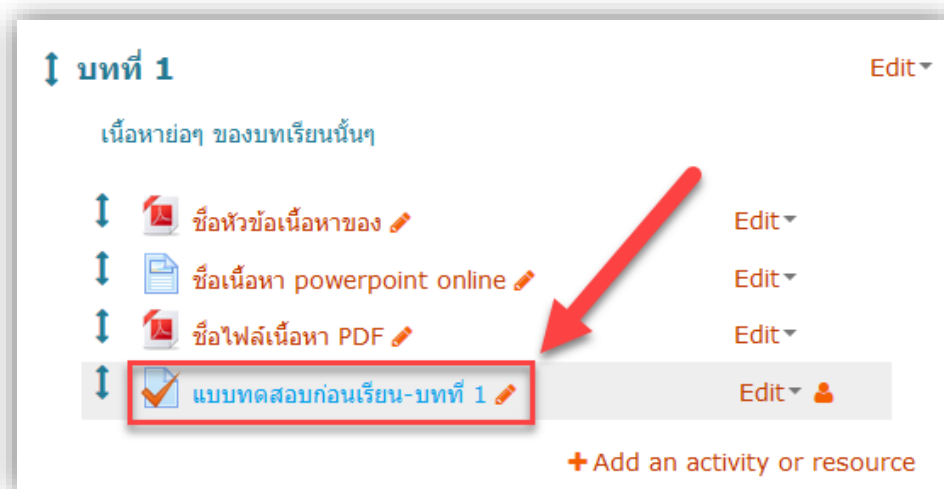 บทที่ 1 Edit
เนื้อหาย่อๆ ของบทเรียนนั้นๆ
ชื่อหัวข้อเนื้อหาของ Edit
ชื่อเนื้อหา powerpoint online Edit
ชื่อไฟล์เนื้อหา PDF Edit
แบบทดสอบก่อนเรียน-บทที่ 1 Edit
+ Add an activity or resource